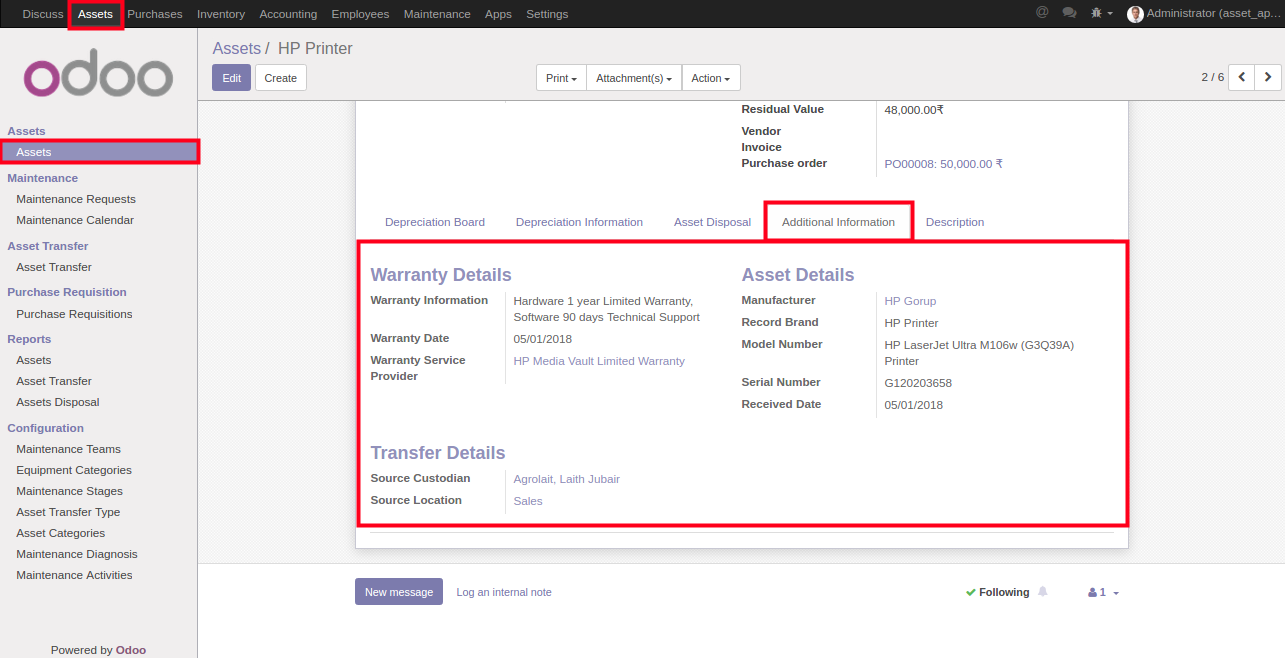 Discuss Assets Purchases Inventory Accounting Employees Maintenance Apps Settings @ Administrator (asset_ap...
odoo
Assets / HP Printer
Edit Create Print Attachment(s) Action 2 / 6
Assets
Assets
Maintenance
Maintenance Requests
Maintenance Calendar
Asset Transfer
Asset Transfer
Purchase Requisition
Purchase Requisitions
Reports
Assets
Asset Transfer
Assets Disposal
Configuration
Maintenance Teams
Equipment Categories
Maintenance Stages
Asset Transfer Type
Asset Categories
Maintenance Diagnosis
Maintenance Activities
Powered by Odoo
Residual Value 48,000.00₹
Vendor
Invoice
Purchase order PO00008: 50,000.00 ₹
Depreciation Board Depreciation Information Asset Disposal Additional Information Description
Warranty Details
Warranty Information Hardware 1 year Limited Warranty,
Software 90 days Technical Support
Warranty Date 05/01/2018
Warranty Service HP Media Vault Limited Warranty
Provider
Asset Details
Manufacturer HP Gorup
Record Brand HP Printer
Model Number HP LaserJet Ultra M106w (G3Q39A)
Printer
Serial Number G120203658
Received Date 05/01/2018
Transfer Details
Source Custodian Agrolait, Laith Jubair
Source Location Sales
New message Log an internal note Following 1